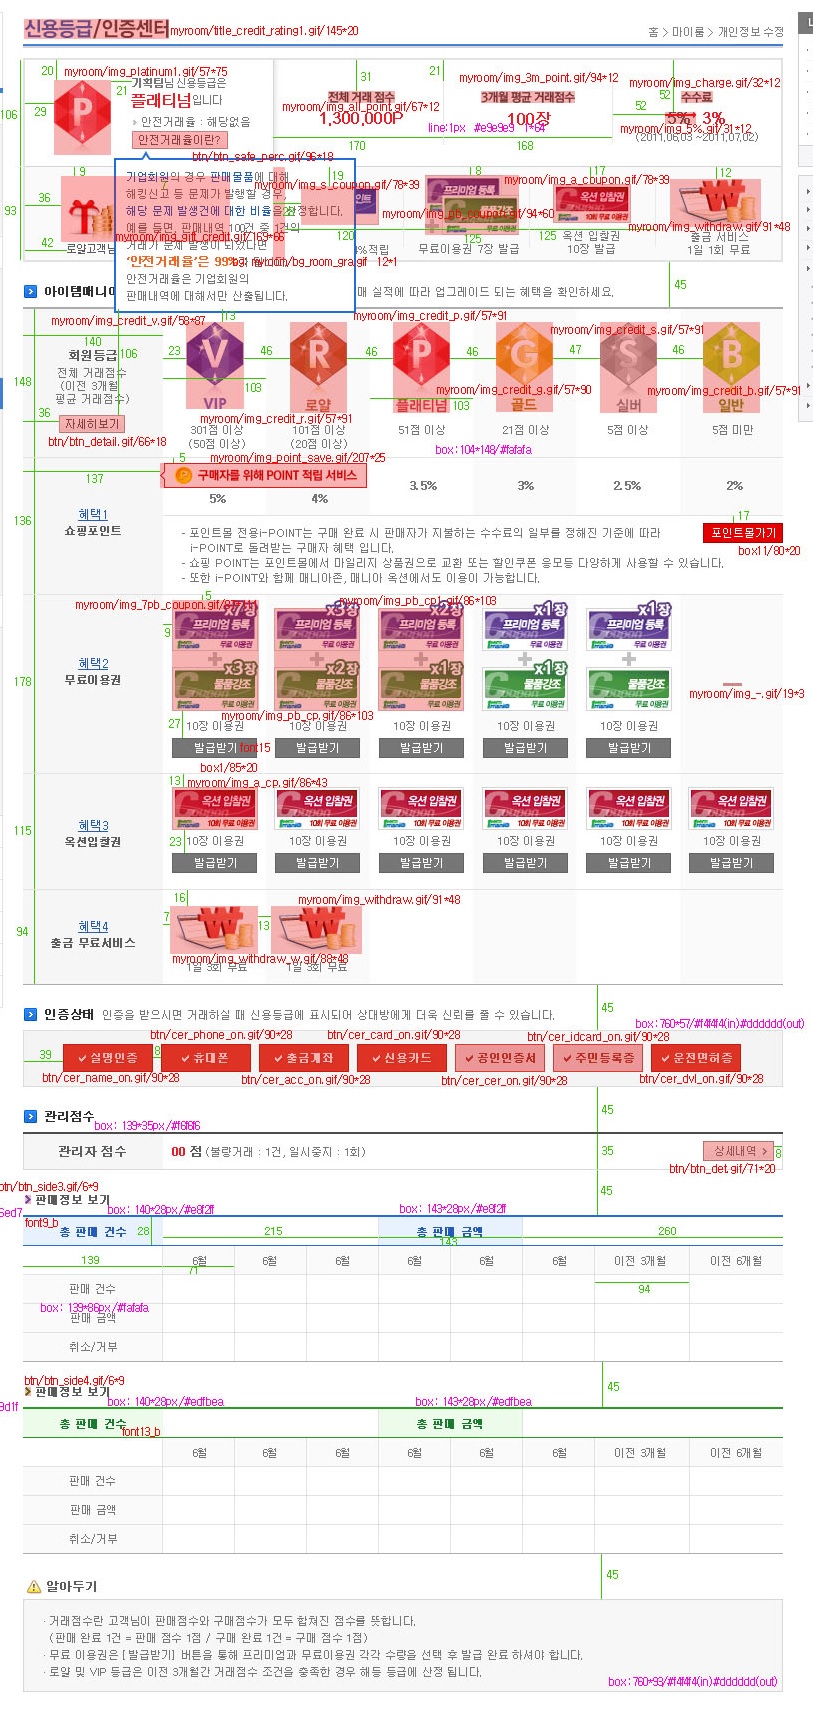 신용등급/인증센터
myroom/title_credit_rating1.gif/145*20
홈 > 마이룸 > 개인정보 수정
20
myroom/img_platinum1.gif/57*75
31
21
myroom/img_3m_point.gif/94*12
myroom/img_charge.gif/32*12
기획팀님 신용등급은
21
플래티넘입니다
29
106
전체 거래 점수
3개월 평균 거래점수
52
수수료
myroom/img_all_point.gif/67*12
52
1,300,000P
100장
5% 3%
> 안전거래율 : 해당없음
line:1px #e9e9e9 1*64
myroom/img_5%.gif/31*12
(2011,06,03 ~2011,07,02)
안전거래율이란?
170
168
btn/btn_safe_perc.gif/96*18
9
19
8
12
기업회원의 경우 판매물품에 대해
myroom/img_s_coupon.gif/78*39
myroom/img_a_coupon.gif/78*39
해킹신고 등 문제가 발행할 경우,
36
93
해당 문제 발생건에 대한 비율을 산정합니다.
myroom/img_pb_coupon.gif/94*60
예를 들면, 판매내역 100건 중 1건의
myroom/img_withdraw.gif/91*48
myroom/img_gift_credit.gif/169*66
120
125
125
42
로얄고객님
거래가 문제 발생이 되었다면
%적립
무료이용권 7장 발급
옥션 입찰권
10장 발급
출금 서비스
1일 1회 무료
'안전거래율'은 99%
myroom/bg_room_gra.gif 12*1
안전거래율은 기업회원의
판매내역에 대해서만 산출됩니다.
45
아이템매니
매 실적에 따라 업그레이드 되는 혜택을 확인하세요.
myroom/img_credit_v.gif/58*87
13
myroom/img_credit_p.gif/57*91
myroom/img_credit_s.gif/57*91
140
회원등급
106
23
46
46
46
47
46
전체 거래점수
(이전 3개월
평균 거래점수)
148
103
103
myroom/img_credit_g.gif/57*90
myroom/img_credit_b.gif/57*91
VIP
로얄
플래티넘
골드
실버
일반
36
자세히보기
myroom/img_credit_r.gif/57*91
301점 이상
(50점 이상)
101점 이상
(20점 이상)
51점 이상
21점 이상
5점 이상
5점 미만
btn/btn_detail.gif/66*18
box:104*148/#fafafa
5
myroom/img_point_save.gif/207*25
137
구매자를 위해 POINT 적립 서비스
5%
4%
3.5%
3%
2.5%
2%
136
혜택1
쇼핑포인트
17
- 포인트몰 전용i-POINT는 구매 완료 시 판매자가 지불하는 수수료의 일부를 정해진 기준에 따라
i-POINT로 돌려받는 구매자 혜택 입니다.
포인트몰가기
box11/80*20
- 쇼핑 POINT는 포인트몰에서 마일리지 상품권으로 교환 또는 할인쿠폰 응모등 다양하게 사용할 수 있습니다.
- 또한 i-POINT와 함께 매니아존, 매니아 옥션에서도 이용이 가능합니다.
5
myroom/img_pb_cp1.gif/86*103
9
x3장
x2장
x1장
x1장
프리미엄 등록
프리미엄 등록
프리미엄 등록
프리미엄 등록
프리미엄 등록
무료 이용권
178
혜택2
무료이용권
x3장
x2장
x1장
x1장
물품강조
물품강조
물품강조
물품강조
물품강조
무료 이용권
myroom/img_-.gif/19*3
myroom/img_pb_cp.gif/86*103
27
10장 이용권
10장 이용권
10장 이용권
10장 이용권
10장 이용권
발급받기
font15
발급받기
발급받기
발급받기
발급받기
box1/85*20
13
myroom/img_a_cp.gif/86*43
옥션 입찰권
옥션 입찰권
옥션 입찰권
옥션 입찰권
옥션 입찰권
옥션 입찰권
10회 무료 이용권
10회 무료 이용권
10회 무료 이용권
10회 무료 이용권
10회 무료 이용권
10회 무료 이용권
115
혜택3
옥션입찰권
23
10장 이용권
10장 이용권
10장 이용권
10장 이용권
10장 이용권
10장 이용권
발급받기
발급받기
발급받기
발급받기
발급받기
발급받기
16
myroom/img_withdraw.gif/91*48
7
13
94
혜택4
출금 무료서비스
myroom/img_withdraw_w.gif/88*48
1일 3회 무료
1일 3회 무료
45
인증상태 인증을 받으시면 거래하실 때 신용등급에 표시되어 상대방에게 더욱 신뢰를 줄 수 있습니다.
box:760*57/#f4f4f4(in)#dddddd(out)
btn/cer_phone_on.gif/90*28
btn/cer_card_on.gif/90*28
btn/cer_idcard_on.gif/90*28
39
실명인증
8
휴대폰
출금계좌
신용카드
공인인증서
주민등록증
운전면허증
btn/cer_name_on.gif/90*28
btn/cer_acc_on.gif/90*28
btn/cer_cer_on.gif/90*28
btn/cer_dvl_on.gif/90*28
45
관리점수
box: 139*35px/#f6f6f6
관리자 점수
00 점 (불량거래 : 1건, 일시중지 : 1회)
35
상세내역 >
8
btn/btn_det.gif/71*20
btn/btn_side3.gif/6*9
45
판매정보 보기
box: 140*28px/#e8f2ff
box: 143*28px/#e8f2ff
6ed7
font9_b
총 판매 건수
28
215
총 판매 금액
260
143
139
71
6월
6월
6월
6월
6월
6월
이전 3개월
이전 6개월
판매 건수
94
box: 139*86px/#fafafa
판매 금액
취소/거부
btn/btn_side4.gif/6*9
45
판매정보 보기
box: 140*28px/#edfbea
box: 143*28px/#edfbea
9d1f
총 판매 건수
font13_b
총 판매 금액
6월
6월
6월
6월
6월
6월
이전 3개월
이전 6개월
판매 건수
판매 금액
취소/거부
45
알아두기
· 거래점수란 고객님이 판매점수와 구매점수가 모두 합쳐진 점수를 뜻합니다.
(판매 완료 1건 = 판매 점수 1점 / 구매 완료 1건 = 구매 점수 1점)
· 무료 이용권은 [발급받기] 버튼을 통해 프리미엄과 무료이용권 각각 수량을 선택 후 발급 완료 하셔야 합니다.
· 로얄 및 VIP 등급은 이전 3개월간 거래점수 조건을 충족한 경우 해등 등급에 산정 됩니다.
box:760*93/#f4f4f4(in)#dddddd(out)